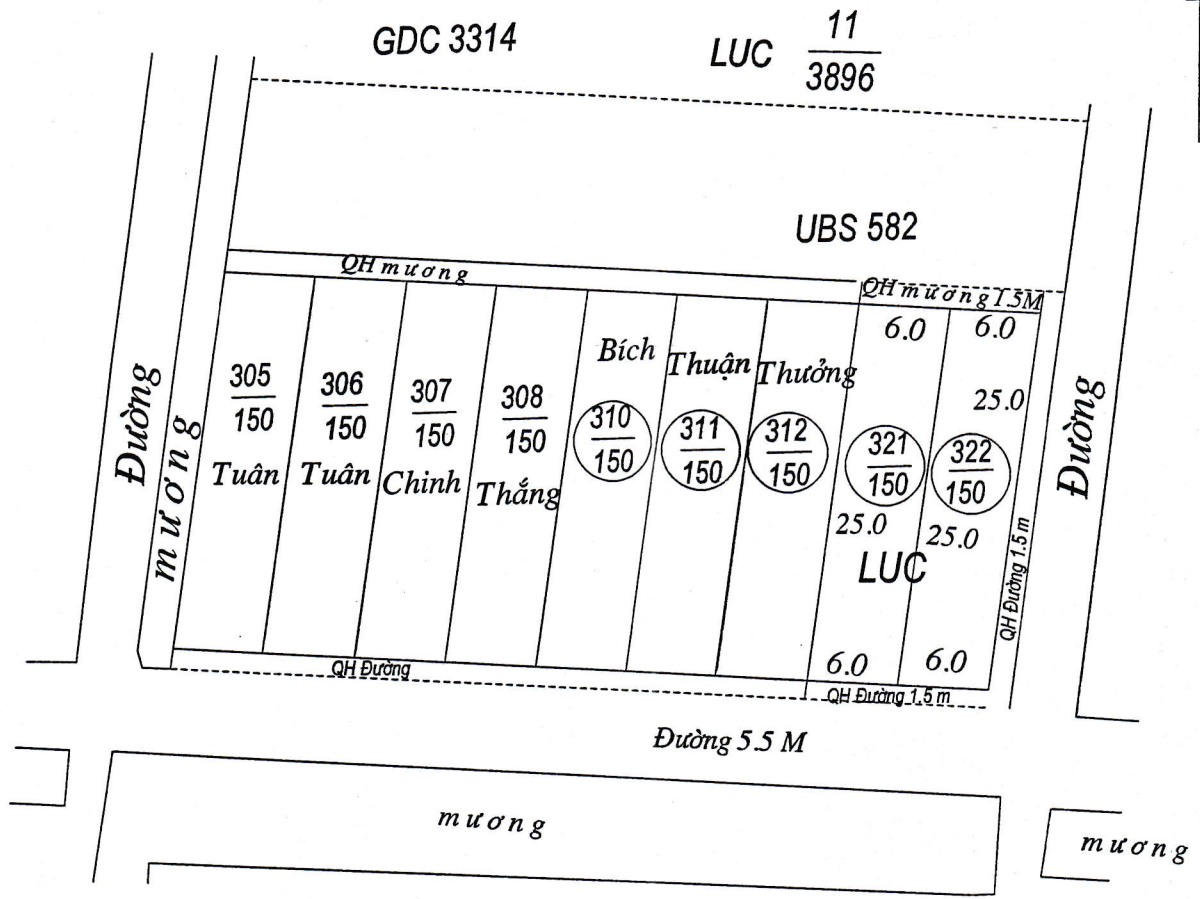 GDC 3314
LUC 11
3896
UBS 582
QH mương
QH mương 1.5M
6.0
6.0
Bích
Thuận
Thưởng
25.0
305
150
306
150
307
150
308
150
310
150
311
150
312
150
321
150
322
150
Tuân
Tuân
Chinh
Thắng
25.0
25.0
LUC
Đường
mương
Đường
QH Đường 1.5 m
6.0
6.0
QH Đường
QH Đường 1.5 m
Đường 5.5 M
mương
mương